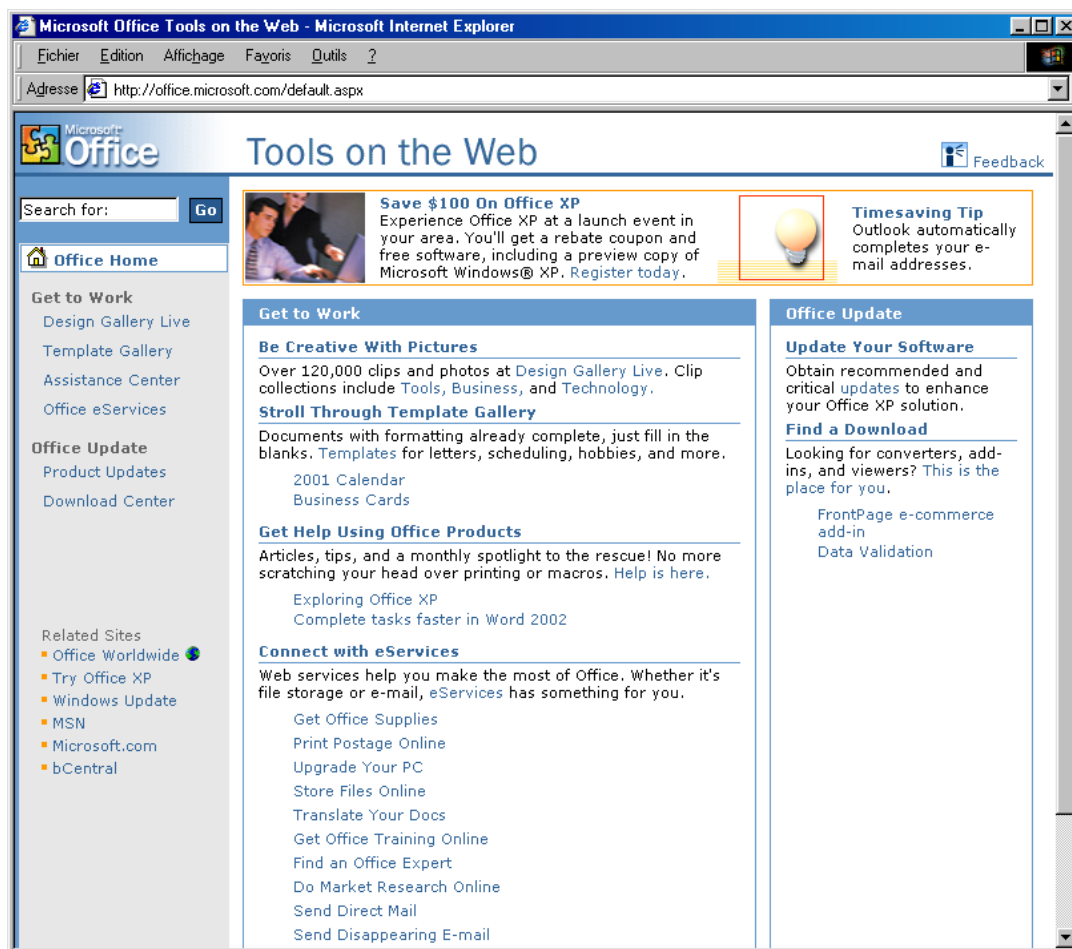 Microsoft Office Tools on the Web - Microsoft Internet Explorer
Fichier Edition Affichage Favoris Outils ?
Adresse http://office.microsoft.com/default.aspx
Microsoft
Office
Tools on the Web
Feedback
Search for: Go
Office Home
Get to Work
Design Gallery Live
Template Gallery
Assistance Center
Office eServices
Office Update
Product Updates
Download Center
Related Sites
Office Worldwide
Try Office XP
Windows Update
MSN
Microsoft.com
bCentral
Save $100 On Office XP
Experience Office XP at a launch event in
your area. You'll get a rebate coupon and
free software, including a preview copy of
Microsoft Windows® XP. Register today.
Timesaving Tip
Outlook automatically
completes your e-
mail addresses.
Get to Work
Be Creative With Pictures
Over 120,000 clips and photos at Design Gallery Live. Clip
collections include Tools, Business, and Technology.
Stroll Through Template Gallery
Documents with formatting already complete, just fill in the
blanks. Templates for letters, scheduling, hobbies, and more.
2001 Calendar
Business Cards
Get Help Using Office Products
Articles, tips, and a monthly spotlight to the rescue! No more
scratching your head over printing or macros. Help is here.
Exploring Office XP
Complete tasks faster in Word 2002
Connect with eServices
Web services help you make the most of Office. Whether it's
file storage or e-mail, eServices has something for you.
Get Office Supplies
Print Postage Online
Upgrade Your PC
Store Files Online
Translate Your Docs
Get Office Training Online
Find an Office Expert
Do Market Research Online
Send Direct Mail
Send Disappearing E-mail
Office Update
Update Your Software
Obtain recommended and
critical updates to enhance
your Office XP solution.
Find a Download
Looking for converters, add-
ins, and viewers? This is the
place for you.
FrontPage e-commerce
add-in
Data Validation